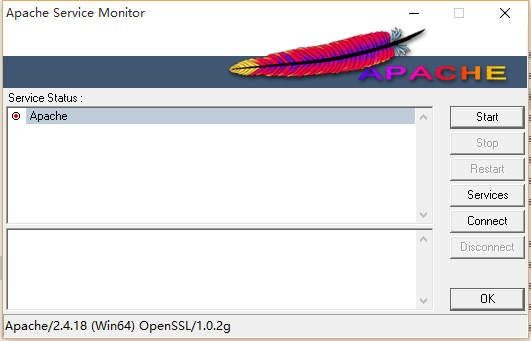 Apache Service Monitor
APACHE
Service Status :
Apache
Start
Stop
Restart
Services
Connect
Disconnect
OK
Apache/2.4.18 (Win64) OpenSSL/1.0.2g